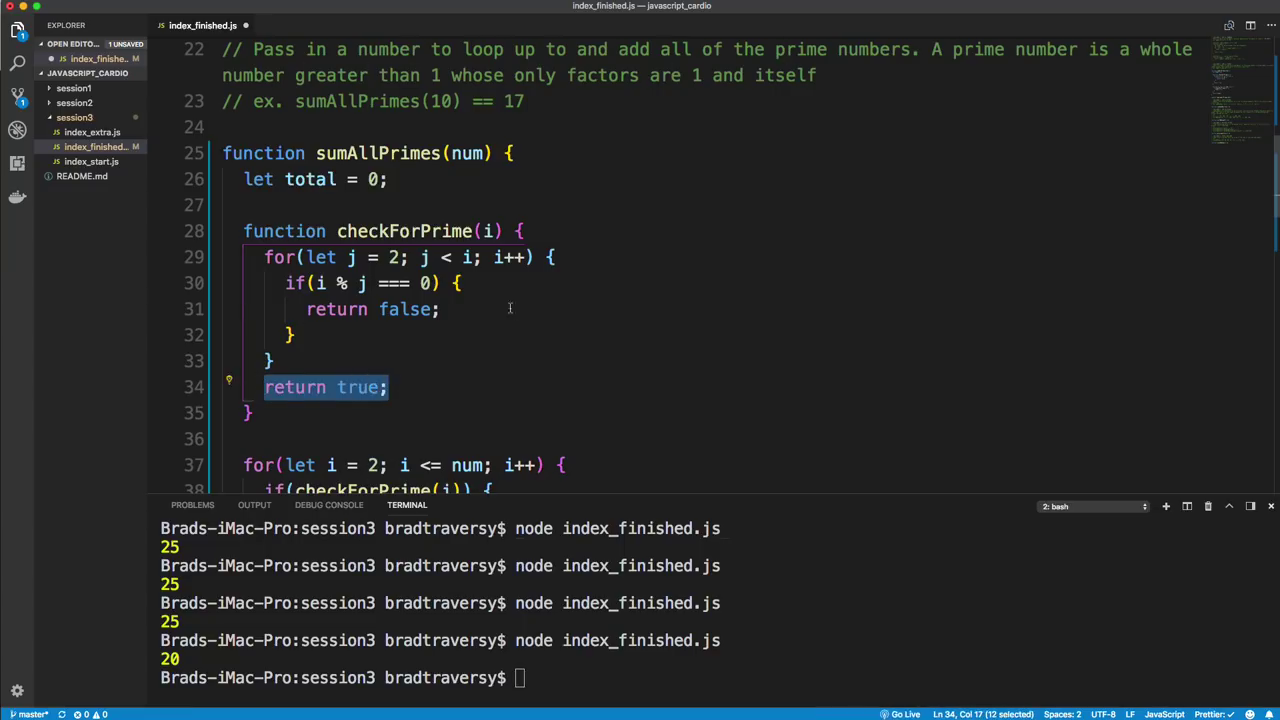 index_finished.js — javascript_cardio
EXPLORER
index_finished.js
OPEN EDITO... 1 UNSAVED
index_finishe..  M
JAVASCRIPT_CARDIO
session1
session2
session3
index_extra.js
index_finished... M
index_start.js
README.md
22 // Pass in a number to loop up to and add all of the prime numbers. A prime number is a whole
number greater than 1 whose only factors are 1 and itself
23 // ex. sumAllPrimes(10) == 17
24
25 function sumAllPrimes(num) {
26 let total = 0;
27
28 function checkForPrime(i) {
29 for(let j = 2; j < i; i++) {
30 if(i % j === 0) {
31 return false;
32 }
33 }
34 return true;
35 }
36
37 for(let i = 2; i <= num; i++) {
38 if(checkForPrime(i)) {
PROBLEMS OUTPUT DEBUG CONSOLE TERMINAL 2: bash
Brads-iMac-Pro:session3 bradtraversy$ node index_finished.js
25
Brads-iMac-Pro:session3 bradtraversy$ node index_finished.js
25
Brads-iMac-Pro:session3 bradtraversy$ node index_finished.js
25
Brads-iMac-Pro:session3 bradtraversy$ node index_finished.js
20
Brads-iMac-Pro:session3 bradtraversy$
master* 0 0 Go Live Ln 34, Col 17 (12 selected) Spaces: 2 UTF-8 LF JavaScript Prettier: ✓